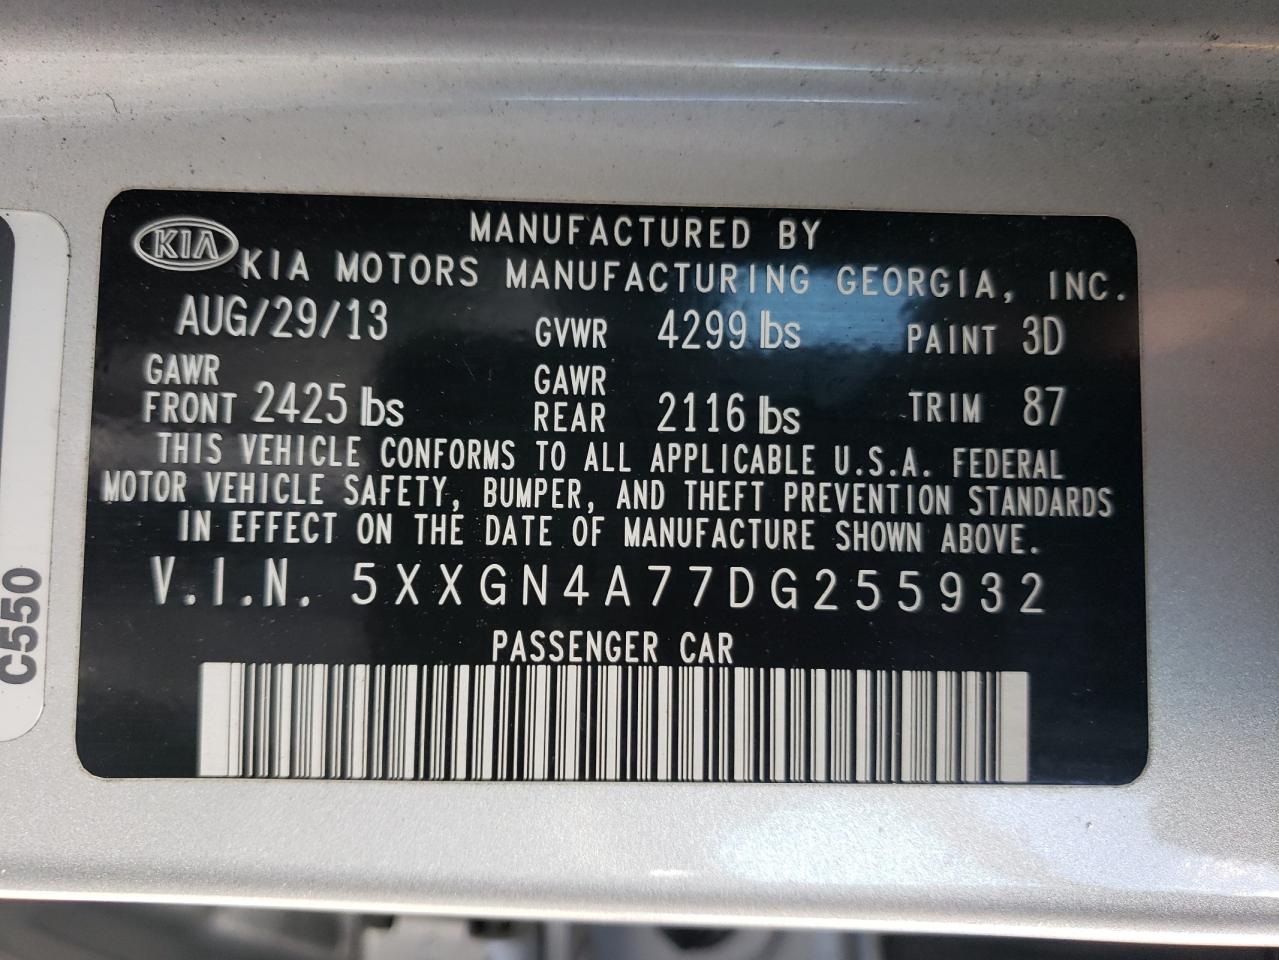 MANUFACTURED BY
KIA KIA MOTORS MANUFACTURING GEORGIA, INC.
AUG/29/13 GVWR 4299 lbs PAINT 3D
GAWR GAWR
FRONT 2425 lbs REAR 2116 lbs TRIM 87
THIS VEHICLE CONFORMS TO ALL APPLICABLE U.S.A. FEDERAL
MOTOR VEHICLE SAFETY, BUMPER, AND THEFT PREVENTION STANDARDS
IN EFFECT ON THE DATE OF MANUFACTURE SHOWN ABOVE.
V.I.N. 5XXGN4A77DG255932
PASSENGER CAR
C550